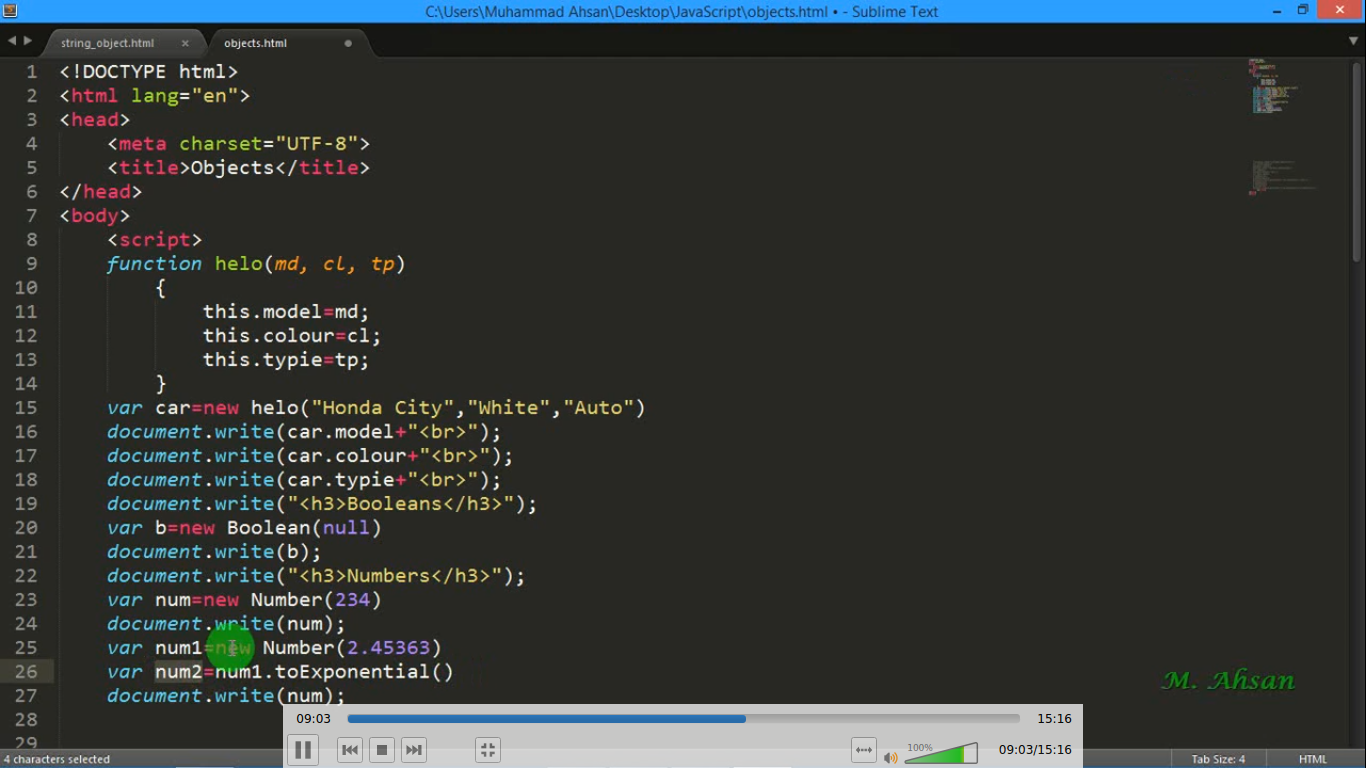 C:\Users\Muhammad Ahsan\Desktop\JavaScript\objects.html • - Sublime Text
string_object.html × objects.html
1 <!DOCTYPE html>
2 <html lang="en">
3 <head>
4 <meta charset="UTF-8">
5 <title>Objects</title>
6 </head>
7 <body>
8 <script>
9 function helo(md, cl, tp)
10 {
11 this.model=md;
12 this.colour=cl;
13 this.typie=tp;
14 }
15 var car=new helo("Honda City","White","Auto")
16 document.write(car.model+"<br>");
17 document.write(car.colour+"<br>");
18 document.write(car.typie+"<br>");
19 document.write("<h3>Booleans</h3>");
20 var b=new Boolean(null)
21 document.write(b);
22 document.write("<h3>Numbers</h3>");
23 var num=new Number(234)
24 document.write(num);
25 var num1=new Number(2.45363)
26 var num2=num1.toExponential()
27 document.write(num);
28
29
M. Ahsan
09:03 15:16
100% 09:03/15:16
4 characters selected Tab Size: 4 HTML